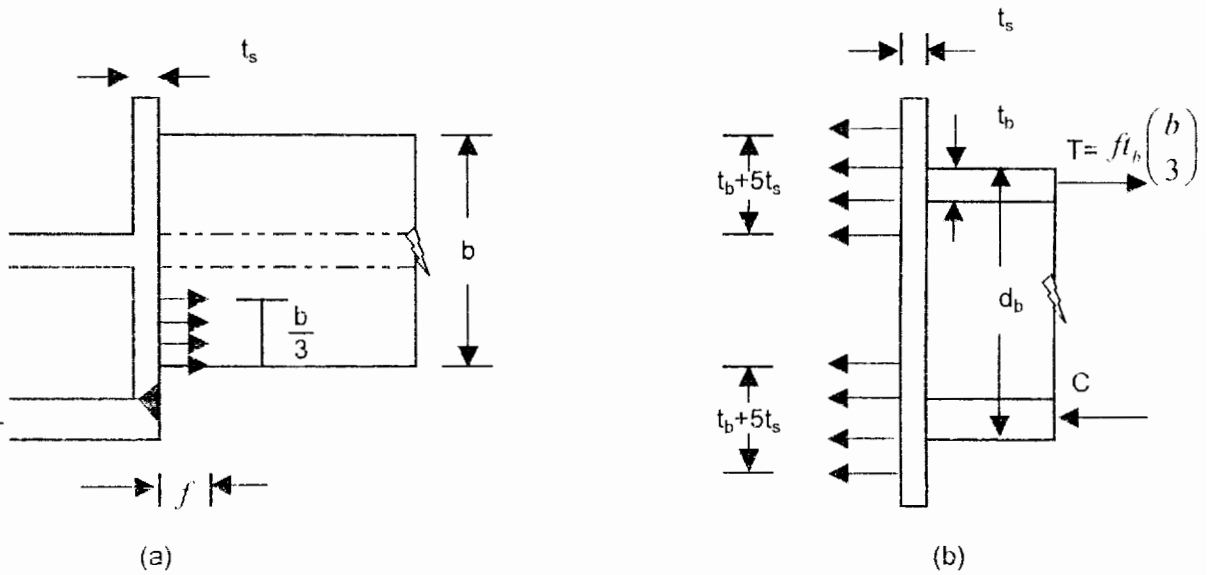 t_s
b
b
3
f
(a)
t_s
t_b
T= ft_b (b 3)
t_b+5t_s
d_b
C
t_b+5t_s
(b)